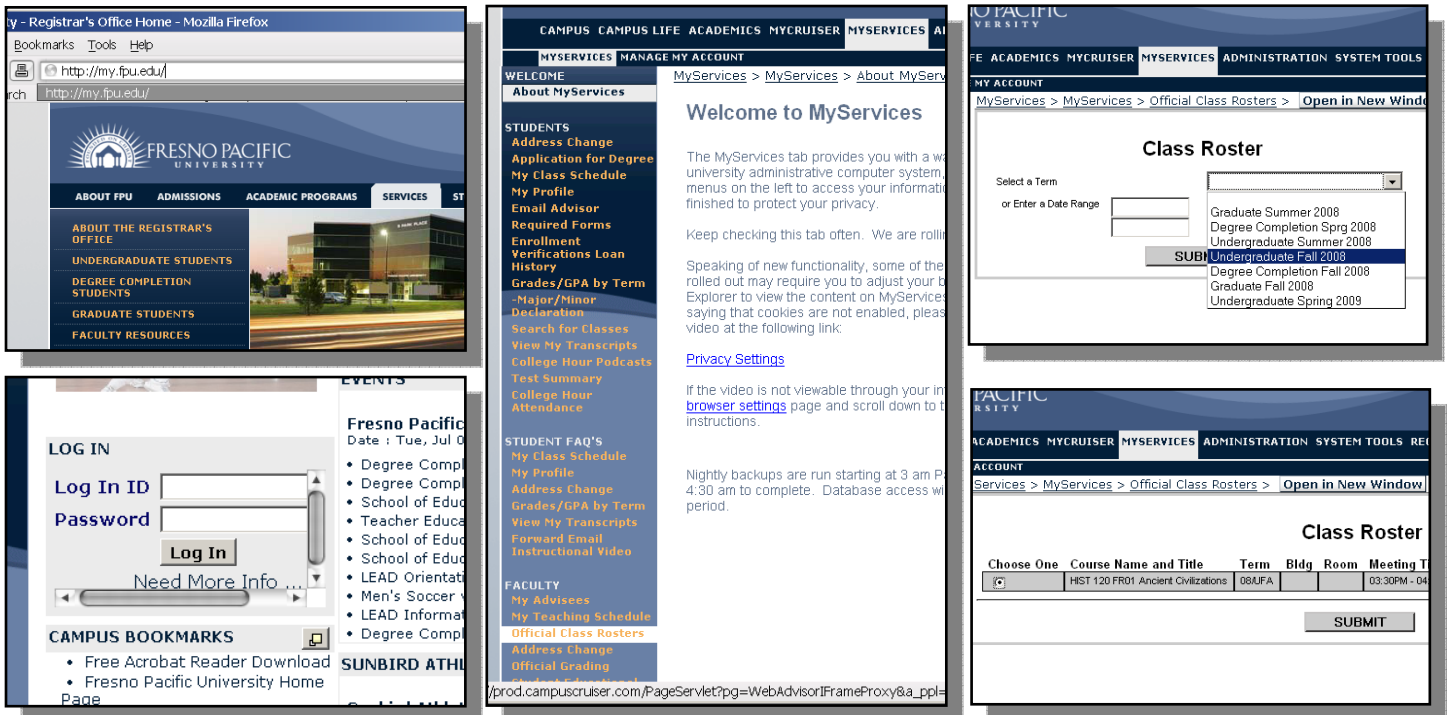 ty - Registrar's Office Home - Mozilla Firefox
Bookmarks Tools Help
http://my.fpu.edu/
rch http://my.fpu.edu/
FRESNO PACIFIC
UNIVERSITY
ABOUT FPU ADMISSIONS ACADEMIC PROGRAMS SERVICES ST
ABOUT THE REGISTRAR'S
OFFICE
UNDERGRADUATE STUDENTS
DEGREE COMPLETION
STUDENTS
GRADUATE STUDENTS
FACULTY RESOURCES
EVENTS
Fresno Pacific
Date : Tue, Jul 0
LOG IN
Log In ID
Password
Log In
Need More Info ...
• Degree Compl
• Degree Compl
• School of Educ
• Teacher Educa
• School of Educ
• School of Educ
• LEAD Orientati
• Men's Soccer v
• LEAD Informat
• Degree Compl
CAMPUS BOOKMARKS
• Free Acrobat Reader Download
• Fresno Pacific University Home
Page
SUNBIRD ATHL
CAMPUS CAMPUS LIFE ACADEMICS MYCRUISER MYSERVICES
MYSERVICES MANAGE MY ACCOUNT
WELCOME
About MyServices
STUDENTS
Address Change
Application for Degree
My Class Schedule
My Profile
Email Advisor
Required Forms
Enrollment
Verifications Loan
History
Grades/GPA by Term
-Major/Minor
Declaration
Search for Classes
View My Transcripts
College Hour Podcasts
Test Summary
College Hour
Attendance
STUDENT FAQ'S
My Class Schedule
My Profile
Address Change
Grades/GPA by Term
View My Transcripts
Forward Email
Instructional Video
FACULTY
My Advisees
My Teaching Schedule
Official Class Rosters
Address Change
Official Grading
Student Educational
MyServices > MyServices > About MyServ
Welcome to MyServices
The MyServices tab provides you with a wa
university administrative computer system,
menus on the left to access your informatio
finished to protect your privacy.
Keep checking this tab often. We are rollin
Speaking of new functionality, some of the
rolled out may require you to adjust your b
Explorer to view the content on MyServices
saying that cookies are not enabled, pleas
video at the following link:
Privacy Settings
If the video is not viewable through your in
browser settings page and scroll down to t
instructions.
Nightly backups are run starting at 3 am P
4:30 am to complete. Database access wi
period.
/prod.campuscruiser.com/PageServlet?pg=WebAdvisorIFrameProxy&a_ppl=
NO PACIFIC
VERSITY
FE ACADEMICS MYCRUISER MYSERVICES ADMINISTRATION SYSTEM TOOLS
MY ACCOUNT
MyServices > MyServices > Official Class Rosters > Open in New Windo
Class Roster
Select a Term
or Enter a Date Range
Graduate Summer 2008
Degree Completion Sprg 2008
Undergraduate Summer 2008
Undergraduate Fall 2008
Degree Completion Fall 2008
Graduate Fall 2008
Undergraduate Spring 2009
SUB
PACIFIC
RSITY
ACADEMICS MYCRUISER MYSERVICES ADMINISTRATION SYSTEM TOOLS REC
ACCOUNT
Services > MyServices > Official Class Rosters > Open in New Window
Class Roster
Choose One Course Name and Title Term Bldg Room Meeting Ti
HIST 120 FR01 Ancient Civilizations 08/UFA 03:30PM - 04
SUBMIT